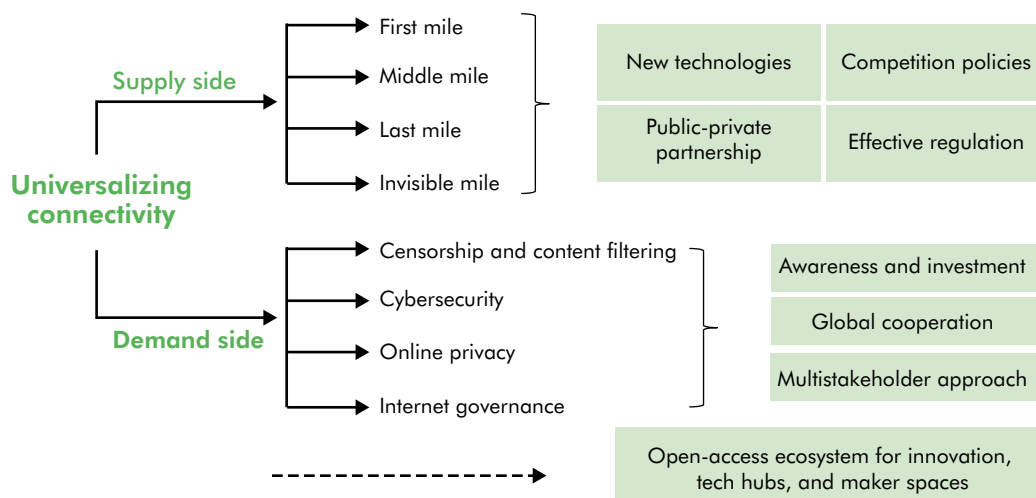 First mile
Supply side
Middle mile
Last mile
Invisible mile
New technologies
Competition policies
Public-private
partnership
Effective regulation
Universalizing
connectivity
Censorship and content filtering
Cybersecurity
Demand side
Online privacy
Internet governance
Awareness and investment
Global cooperation
Multistakeholder approach
Open-access ecosystem for innovation,
tech hubs, and maker spaces